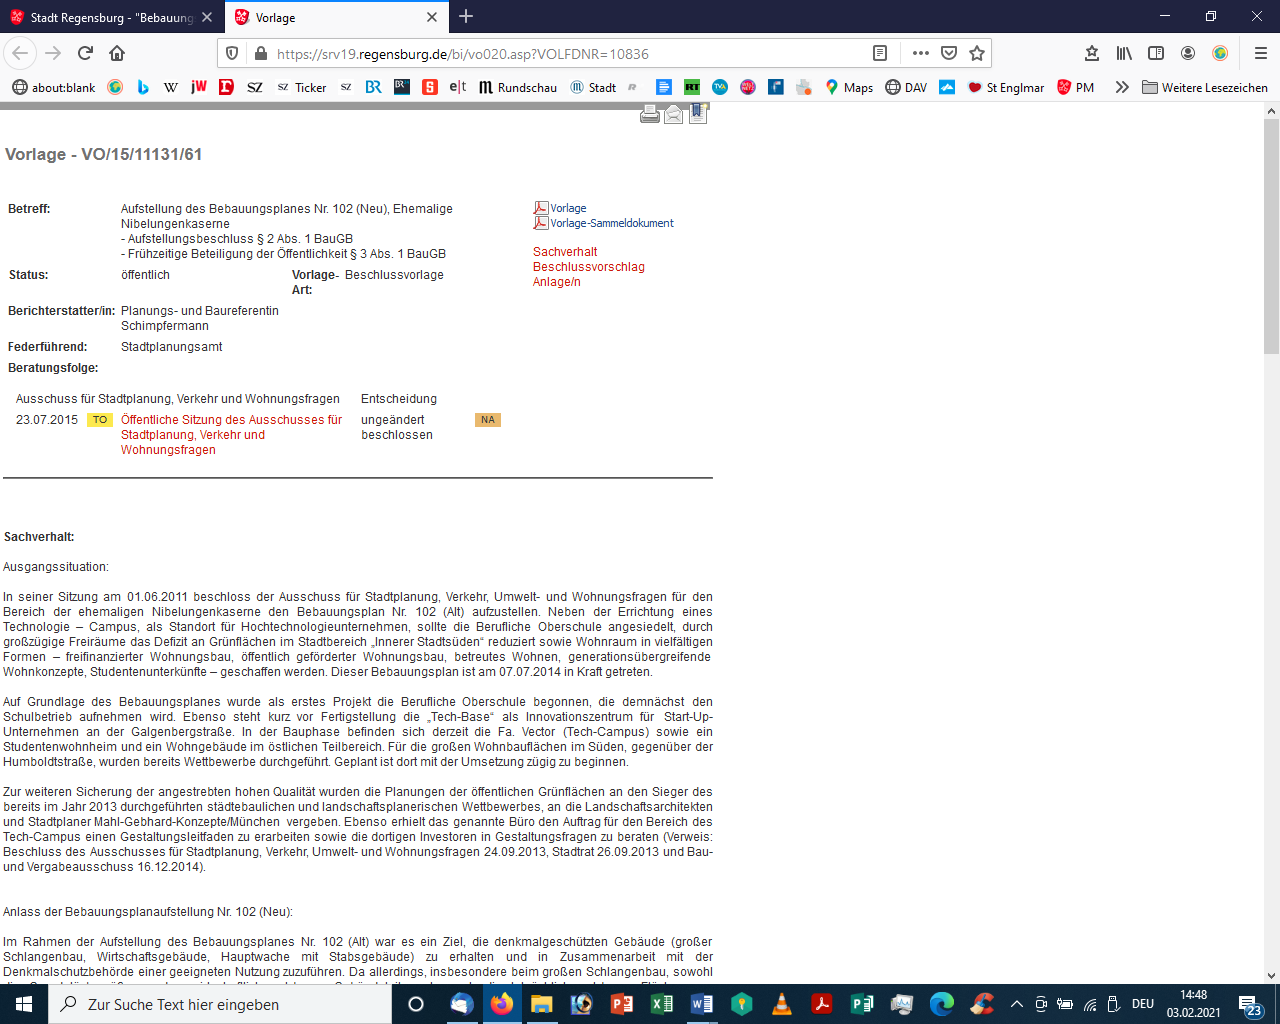 Stadt Regensburg - "Bebauung
Vorlage
https://srv19.regensburg.de/bi/vo020.asp?VOLFDNR=10836
about:blank
W
jW
SZ
SZ Ticker
SZ
BR
BR
S
e|t
m Rundschau
m Stadt
RT
TVA
Maps
DAV
St Englmar
PM
Weitere Lesezeichen
Vorlage - VO/15/11131/61
Betreff: Aufstellung des Bebauungsplanes Nr. 102 (Neu), Ehemalige
Nibelungenkaserne
- Aufstellungsbeschluss § 2 Abs. 1 BauGB
- Frühzeitige Beteiligung der Öffentlichkeit § 3 Abs. 1 BauGB
Vorlage
Vorlage-Sammeldokument
Sachverhalt
Beschlussvorschlag
Anlage/n
Status: öffentlich Vorlage- Beschlussvorlage
Art:
Berichterstatter/in: Planungs- und Baureferentin
Schimpfermann
Federführend: Stadtplanungsamt
Beratungsfolge:
Ausschuss für Stadtplanung, Verkehr und Wohnungsfragen Entscheidung
23.07.2015 TO Öffentliche Sitzung des Ausschusses für ungeändert NA
Stadtplanung, Verkehr und beschlossen
Wohnungsfragen
Sachverhalt:
Ausgangssituation:
In seiner Sitzung am 01.06.2011 beschloss der Ausschuss für Stadtplanung, Verkehr, Umwelt- und Wohnungsfragen für den
Bereich der ehemaligen Nibelungenkaserne den Bebauungsplan Nr. 102 (Alt) aufzustellen. Neben der Errichtung eines
Technologie – Campus, als Standort für Hochtechnologieunternehmen, sollte die Berufliche Oberschule angesiedelt, durch
großzügige Freiräume das Defizit an Grünflächen im Stadtbereich „Innerer Stadtsüden“ reduziert sowie Wohnraum in vielfältigen
Formen – freifinanzierter Wohnungsbau, öffentlich geförderter Wohnungsbau, betreutes Wohnen, generationsübergreifende
Wohnkonzepte, Studentenunterkünfte – geschaffen werden. Dieser Bebauungsplan ist am 07.07.2014 in Kraft getreten.
Auf Grundlage des Bebauungsplanes wurde als erstes Projekt die Berufliche Oberschule begonnen, die demnächst den
Schulbetrieb aufnehmen wird. Ebenso steht kurz vor Fertigstellung die „Tech-Base“ als Innovationszentrum für Start-Up-
Unternehmen an der Galgenbergstraße. In der Bauphase befinden sich derzeit die Fa. Vector (Tech-Campus) sowie ein
Studentenwohnheim und ein Wohngebäude im östlichen Teilbereich. Für die großen Wohnbauflächen im Süden, gegenüber der
Humboldtstraße, wurden bereits Wettbewerbe durchgeführt. Geplant ist dort mit der Umsetzung zügig zu beginnen.
Zur weiteren Sicherung der angestrebten hohen Qualität wurden die Planungen der öffentlichen Grünflächen an den Sieger des
bereits im Jahr 2013 durchgeführten städtebaulichen und landschaftsplanerischen Wettbewerbes, an die Landschaftsarchitekten
und Stadtplaner Mahl-Gebhard-Konzepte/München vergeben. Ebenso erhielt das genannte Büro den Auftrag für den Bereich des
Tech-Campus einen Gestaltungsleitfaden zu erarbeiten sowie die dortigen Investoren in Gestaltungsfragen zu beraten (Verweis:
Beschluss des Ausschusses für Stadtplanung, Verkehr, Umwelt- und Wohnungsfragen 24.09.2013, Stadtrat 26.09.2013 und Bau-
und Vergabeausschuss 16.12.2014).
Anlass der Bebauungsplanaufstellung Nr. 102 (Neu):
Im Rahmen der Aufstellung des Bebauungsplanes Nr. 102 (Alt) war es ein Ziel, die denkmalgeschützten Gebäude (großer
Schlangenbau, Wirtschaftsgebäude, Hauptwache mit Stabsgebäude) zu erhalten und in Zusammenarbeit mit der
Denkmalschutzbehörde einer geeigneten Nutzung zuzuführen. Da allerdings, insbesondere beim großen Schlangenbau, sowohl
Zur Suche Text hier eingeben
DEU
14:48
03.02.2021
23